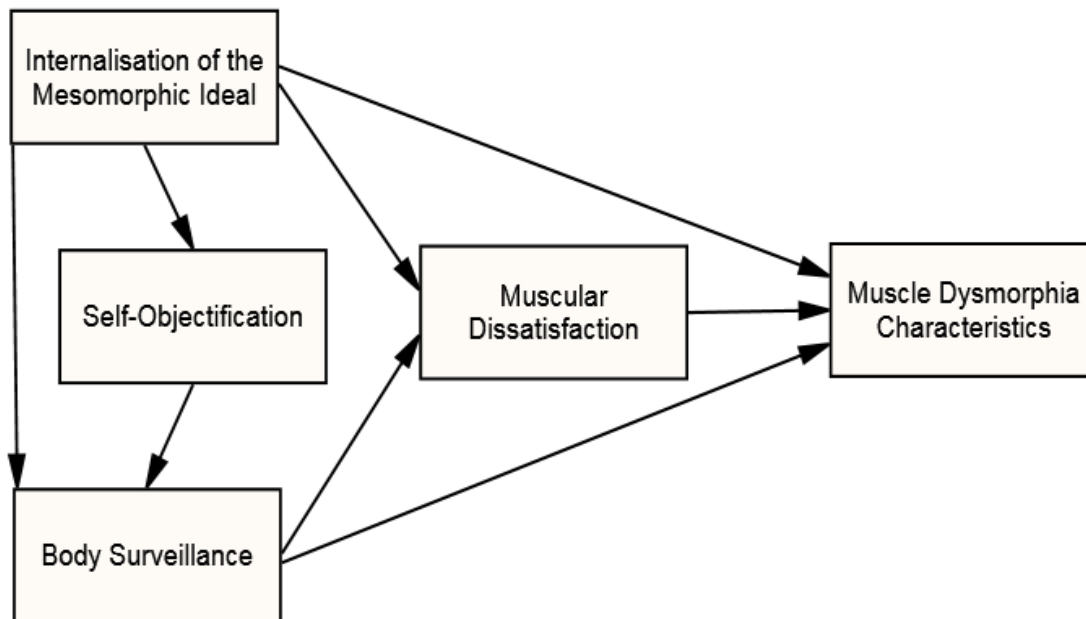 Internalisation of the
Mesomorphic Ideal
Self-Objectification
Muscular
Dissatisfaction
Muscle Dysmorphia
Characteristics
Body Surveillance